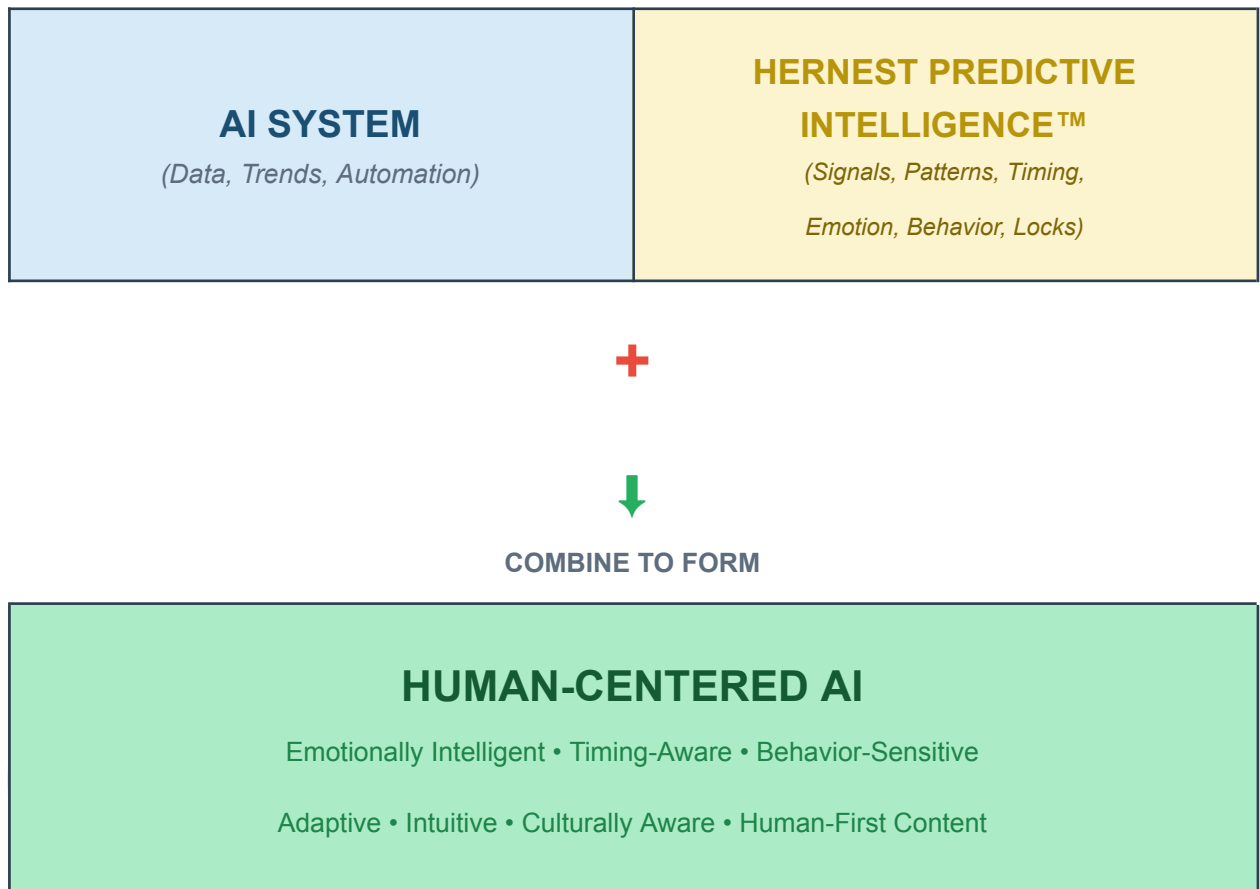 AI SYSTEM
(Data, Trends, Automation)
HERNEST PREDICTIVE
INTELLIGENCE™
(Signals, Patterns, Timing,
Emotion, Behavior, Locks)
+
COMBINE TO FORM
HUMAN-CENTERED AI
Emotionally Intelligent • Timing-Aware • Behavior-Sensitive
Adaptive • Intuitive • Culturally Aware • Human-First Content